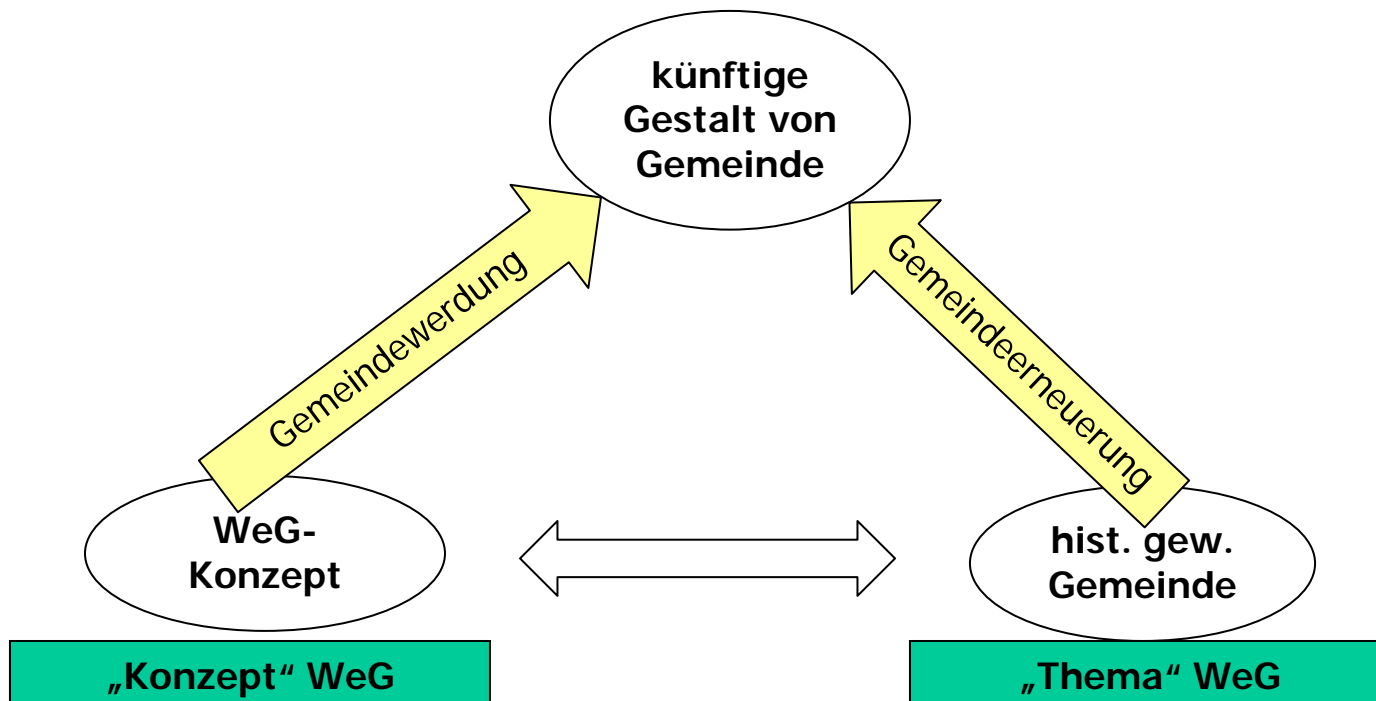 künftige
Gestalt von
Gemeinde
Gemeindewerdung
Gemeindeerneuerung
WeG-
Konzept
hist. gew.
Gemeinde
„Konzept“ WeG
„Thema“ WeG